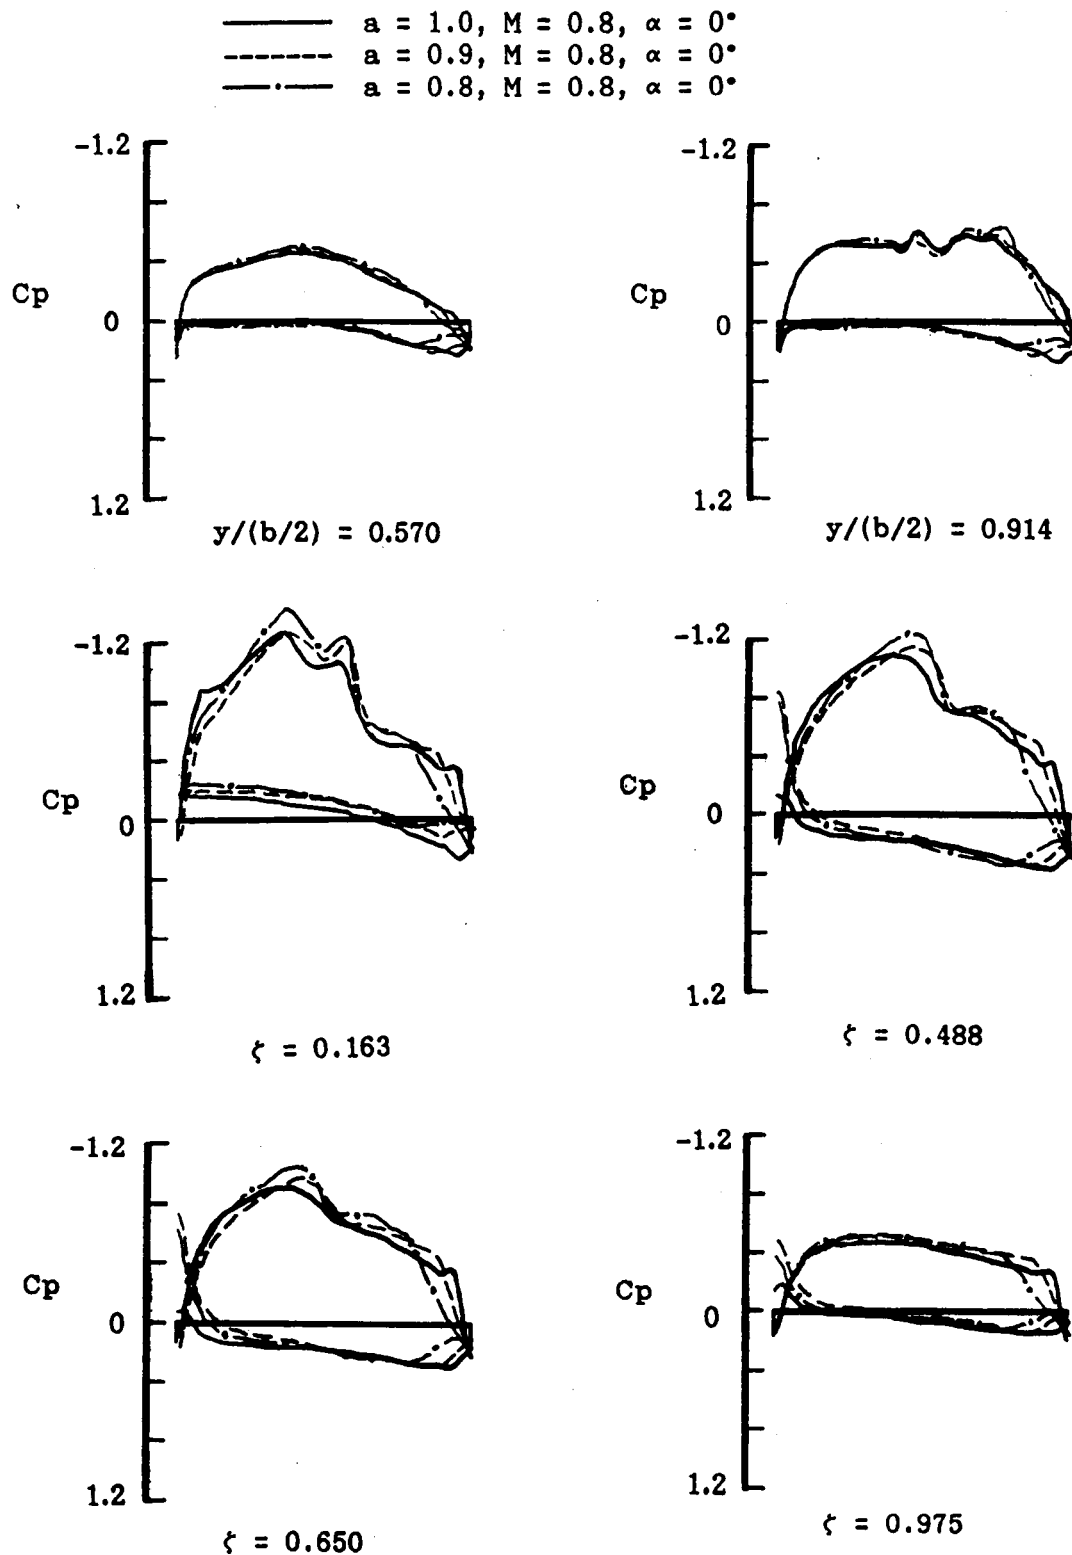 a = 1.0, M = 0.8, α = 0°
a = 0.9, M = 0.8, α = 0°
a = 0.8, M = 0.8, α = 0°
-1.2
Cp
0
1.2
y/(b/2) = 0.570
-1.2
Cp
0
1.2
y/(b/2) = 0.914
-1.2
Cp
0
1.2
ζ = 0.163
-1.2
Cp
0
1.2
ζ = 0.488
-1.2
Cp
0
1.2
ζ = 0.650
-1.2
Cp
0
1.2
ζ = 0.975